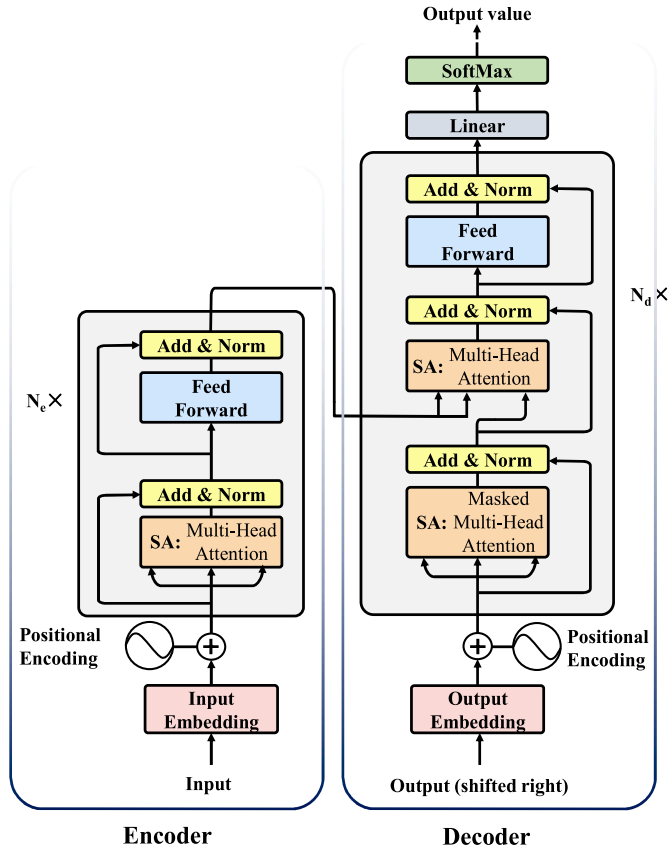 Output value
SoftMax
Linear
Add & Norm
Feed
Forward
N_d ×
Add & Norm
SA: Multi-Head
Attention
Add & Norm
Masked
SA: Multi-Head
Attention
Positional
Encoding
Output
Embedding
Output (shifted right)
Decoder
Add & Norm
N_e ×
Feed
Forward
Add & Norm
SA: Multi-Head
Attention
Positional
Encoding
Input
Embedding
Input
Encoder